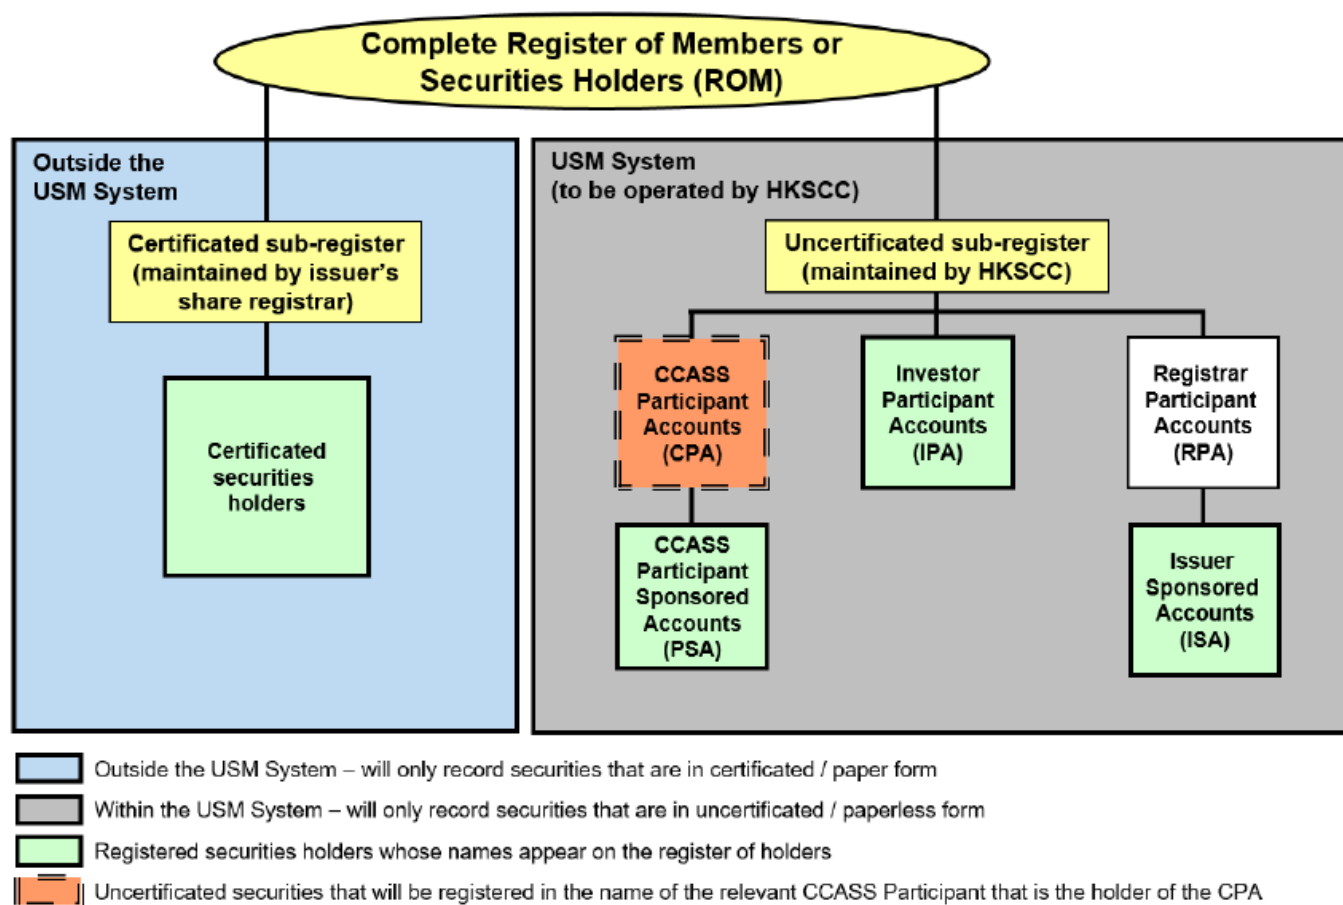 Complete Register of Members or
Securities Holders (ROM)
Outside the
USM System
Certificated sub-register
(maintained by issuer’s
share registrar)
Certificated
securities
holders
USM System
(to be operated by HKSCC)
Uncertificated sub-register
(maintained by HKSCC)
CCASS
Participant
Accounts
(CPA)
Investor
Participant
Accounts
(IPA)
Registrar
Participant
Accounts
(RPA)
CCASS
Participant
Sponsored
Accounts
(PSA)
Issuer
Sponsored
Accounts
(ISA)
Outside the USM System – will only record securities that are in certificated / paper form
Within the USM System – will only record securities that are in uncertificated / paperless form
Registered securities holders whose names appear on the register of holders
Uncertificated securities that will be registered in the name of the relevant CCASS Participant that is the holder of the CPA